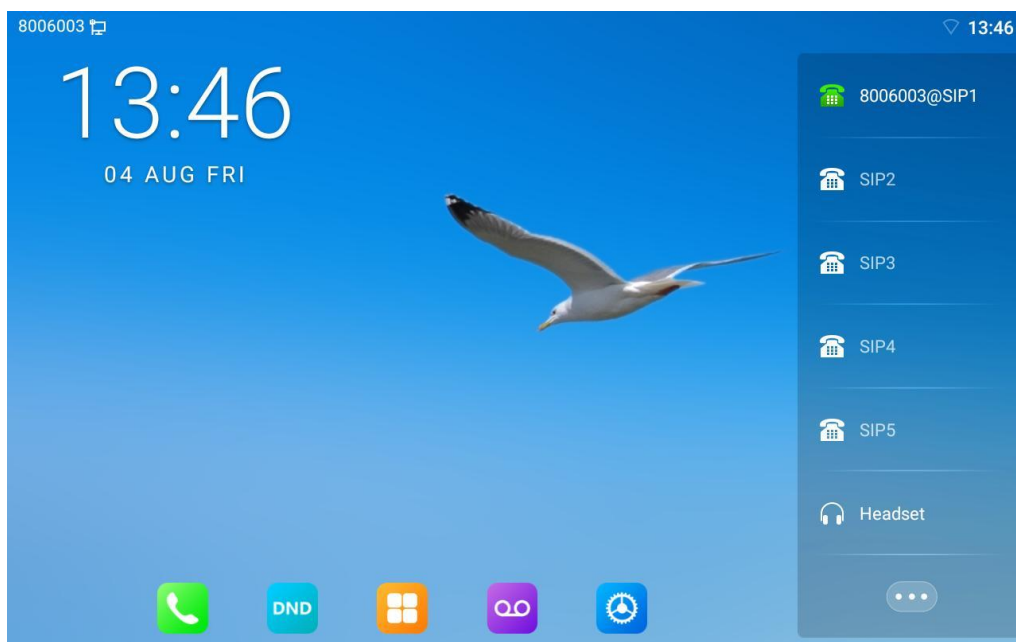 8006003
13:46
13:46
04 AUG FRI
8006003@SIP1
SIP2
SIP3
SIP4
SIP5
Headset
DND